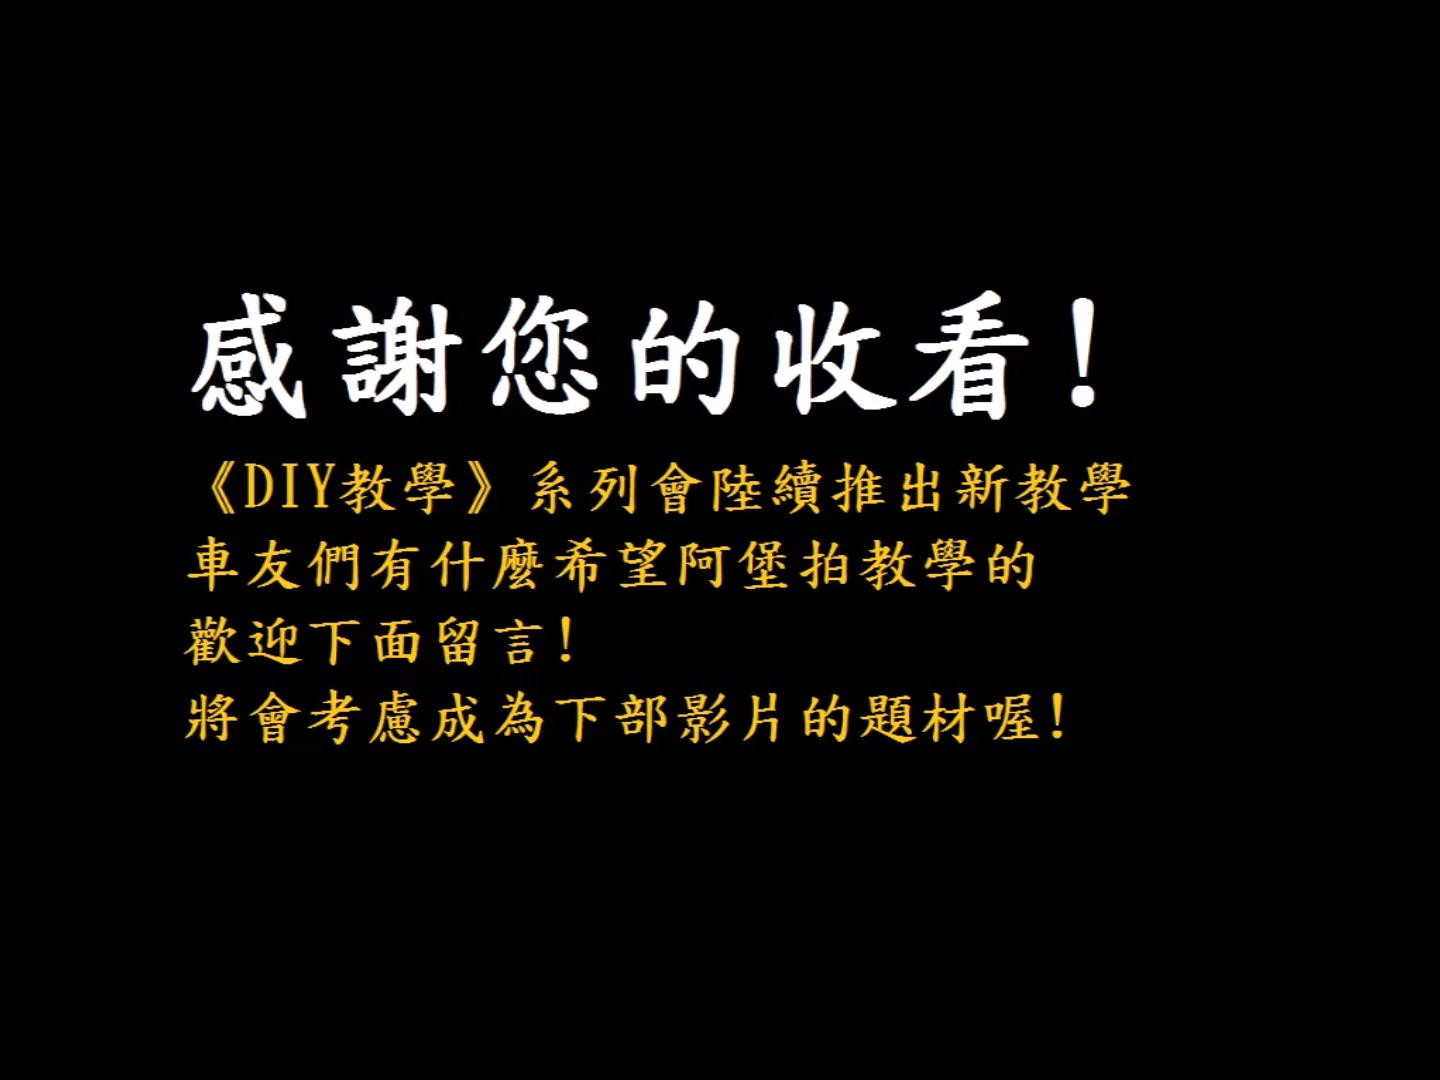 感謝您的收看!
《DIY教學》系列會陸續推出新教學
車友們有什麼希望阿堡拍教學的
歡迎下面留言!
將會考慮成為下部影片的題材喔!